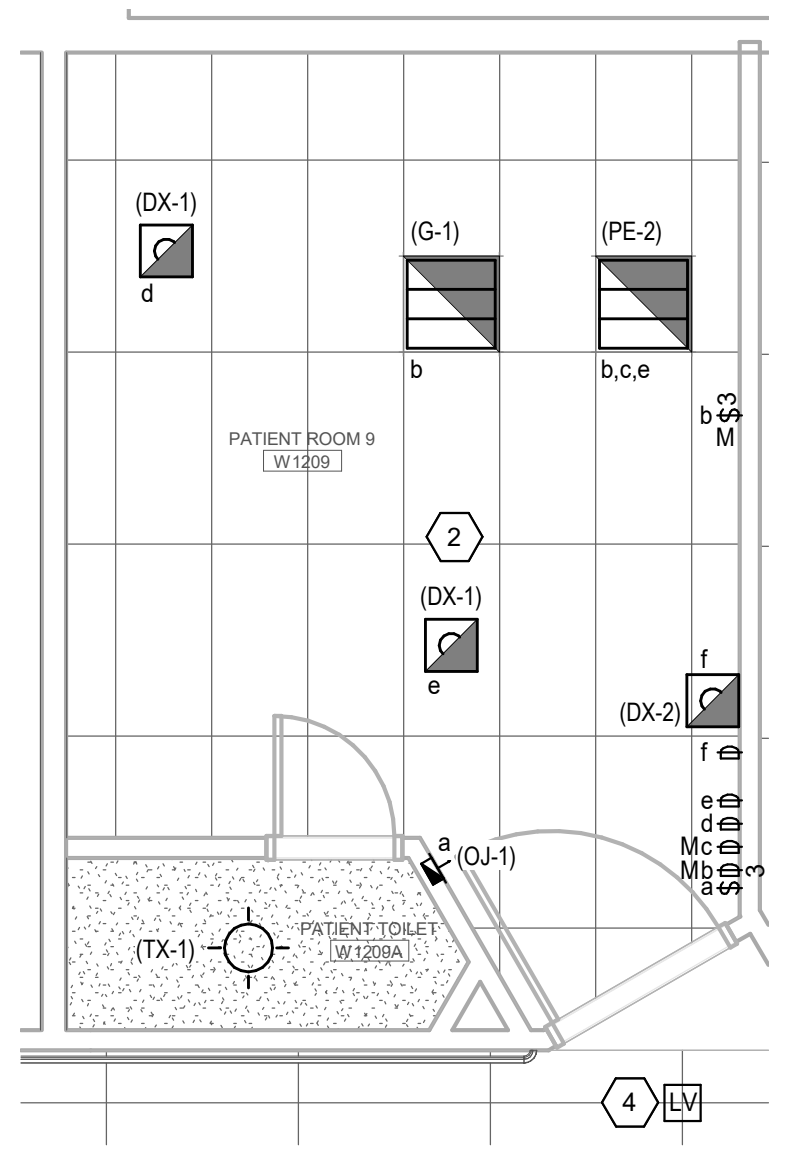 (DX-1)
d
(G-1)
b
(PE-2)
b,c,e
b $3
M
PATIENT ROOM 9
W1209
2
(DX-1)
e
f
(DX-2)
f
e
d
Mc
Mb
a $ 3
a
(OJ-1)
(TX-1)
PATIENT TOILET
W1209A
4
LV